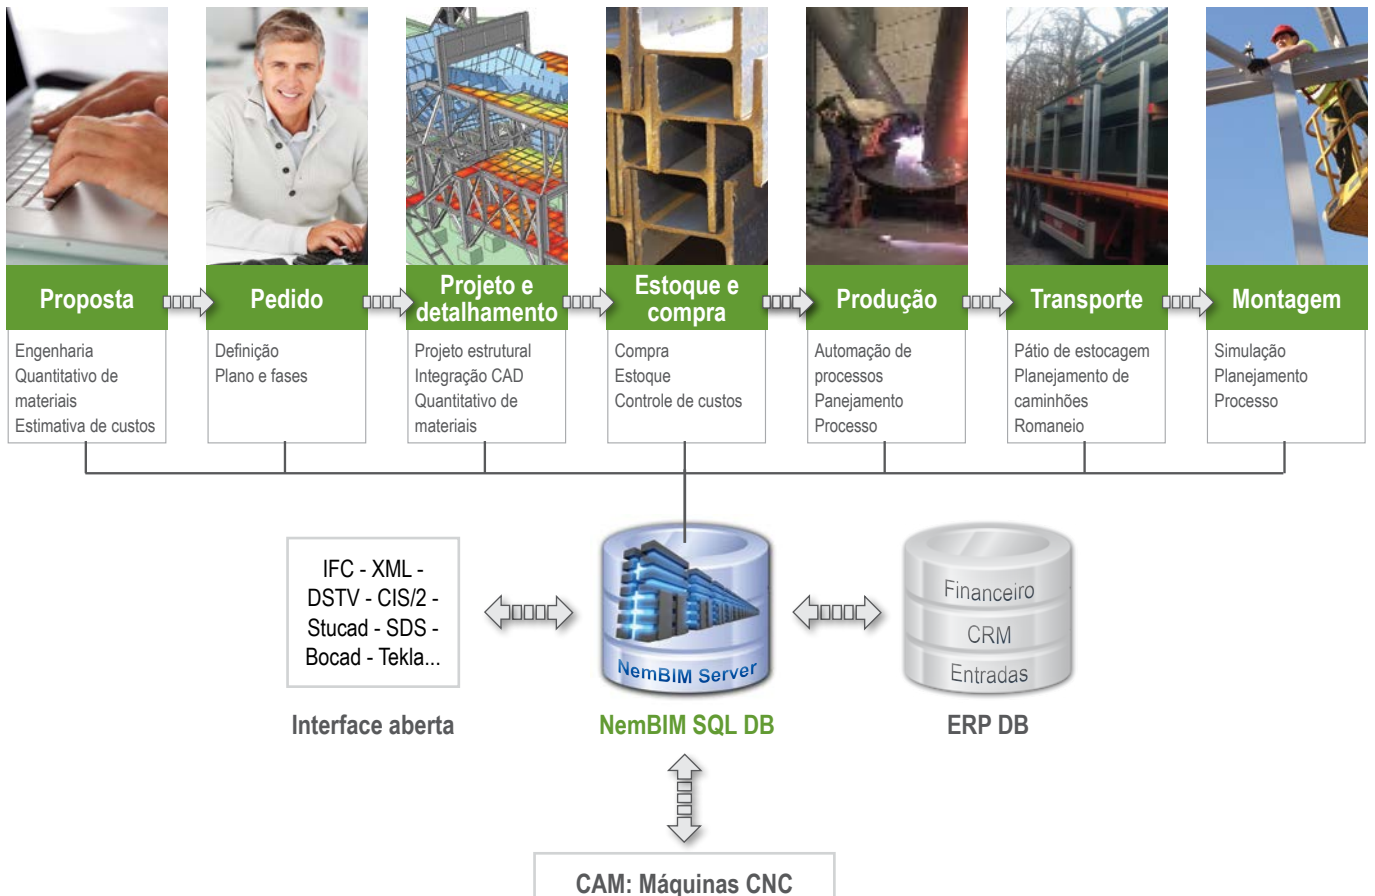 Proposta
Pedido
Projeto e
detalhamento
Estoque e
compra
Produção
Transporte
Montagem
Engenharia
Quantitativo de
materiais
Estimativa de custos
Definição
Plano e fases
Projeto estrutural
Integração CAD
Quantitativo de
materiais
Compra
Estoque
Controle de custos
Automação de
processos
Panejamento
Processo
Pátio de estocagem
Planejamento de
caminhões
Romaneio
Simulação
Planejamento
Processo
IFC - XML -
DSTV - CIS/2 -
Stucad - SDS -
Bocad - Tekla...
Interface aberta
NemBIM Server
NemBIM SQL DB
Financeiro
CRM
Entradas
ERP DB
CAM: Máquinas CNC